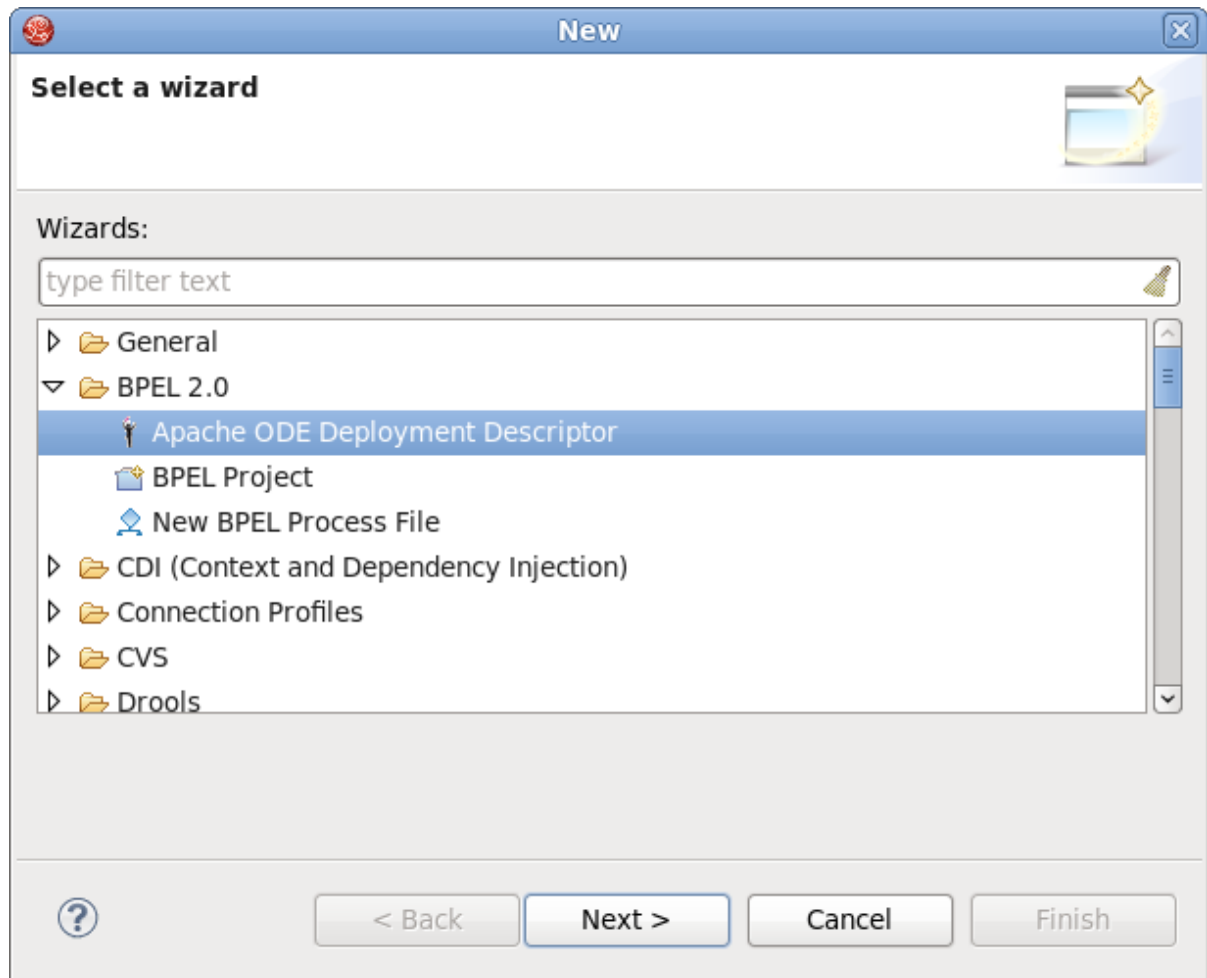 New
Select a wizard
Wizards:
type filter text
General
BPEL 2.0
Apache ODE Deployment Descriptor
BPEL Project
New BPEL Process File
CDI (Context and Dependency Injection)
Connection Profiles
CVS
Drools
? < Back Next > Cancel Finish